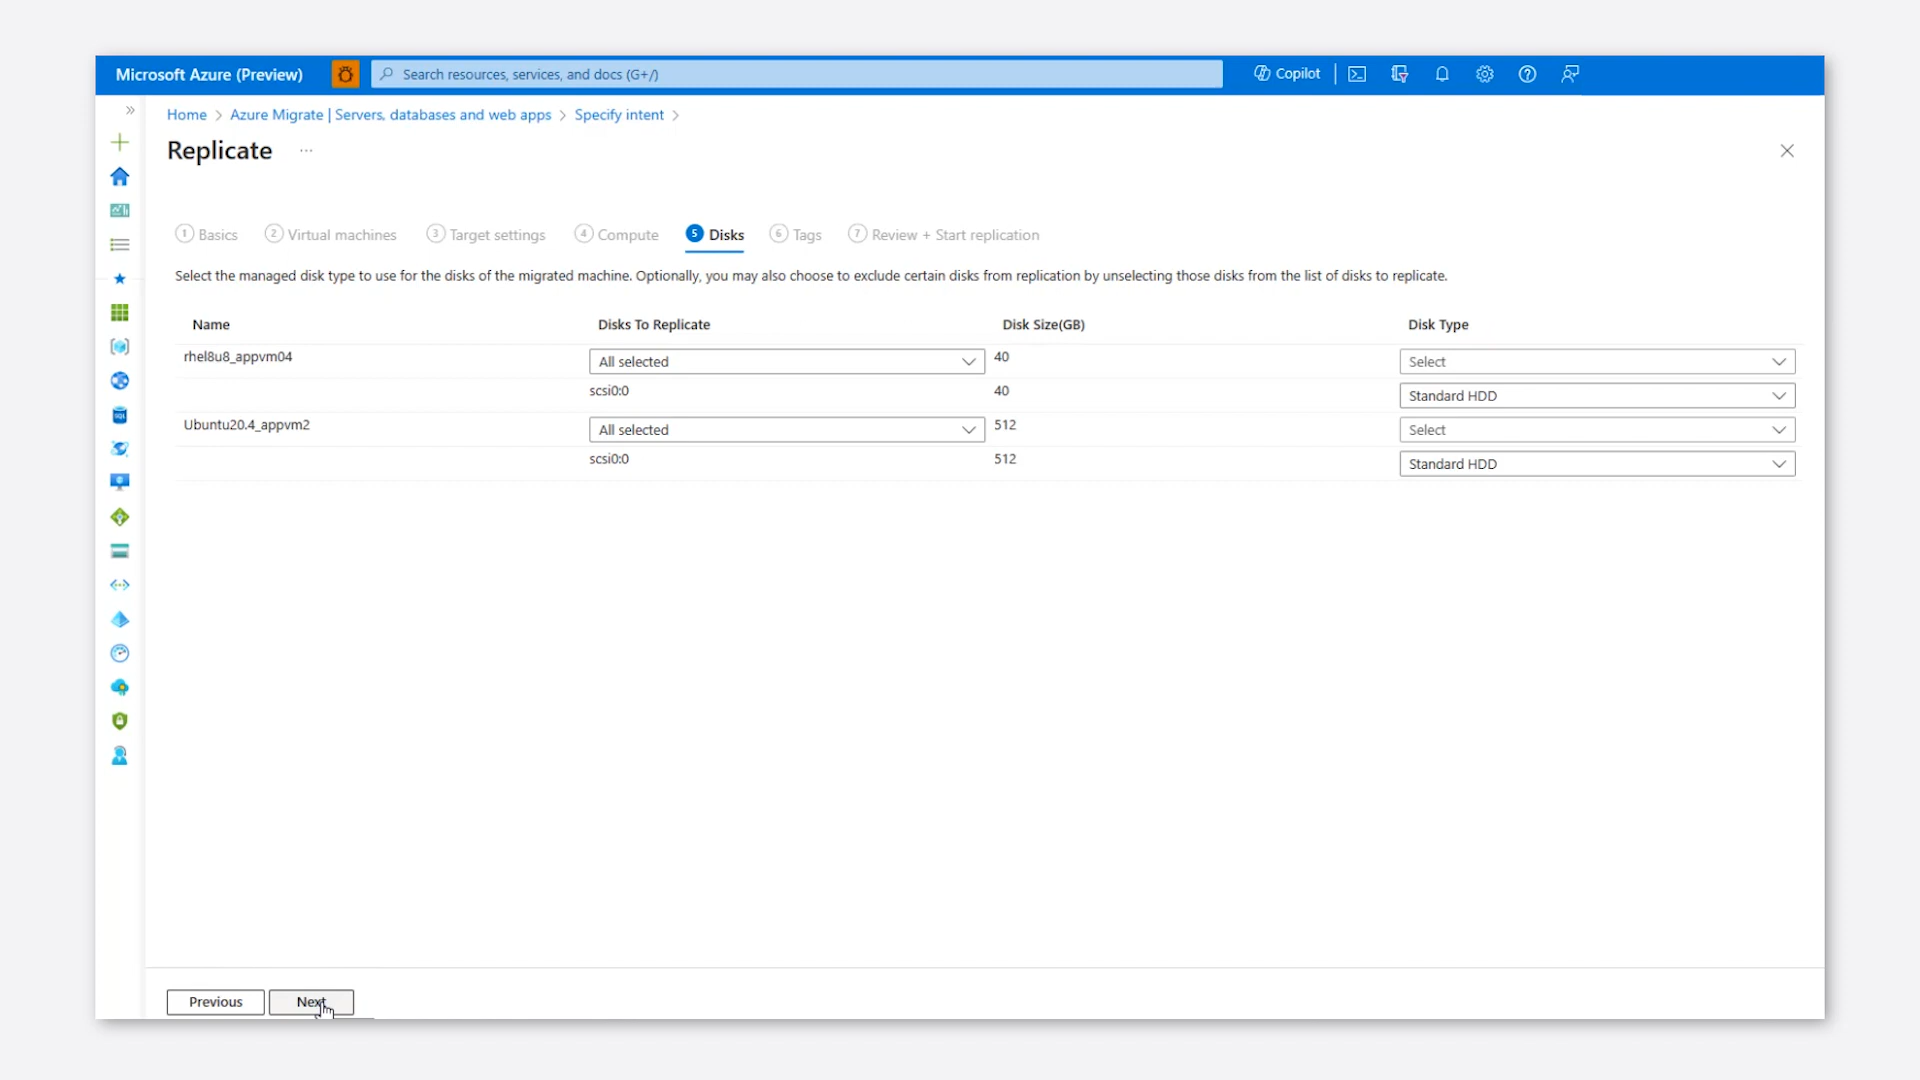 Microsoft Azure (Preview)
Search resources, services, and docs (G+/)
Copilot
Home > Azure Migrate | Servers, databases and web apps > Specify intent >
Replicate ...
1 Basics 2 Virtual machines 3 Target settings 4 Compute 5 Disks 6 Tags 7 Review + Start replication
Select the managed disk type to use for the disks of the migrated machine. Optionally, you may also choose to exclude certain disks from replication by unselecting those disks from the list of disks to replicate.
Name Disks To Replicate Disk Size(GB) Disk Type
rhel8u8_appvm04 All selected 40 Select
scsi0:0 40 Standard HDD
Ubuntu20.4_appvm2 All selected 512 Select
scsi0:0 512 Standard HDD
Previous Next